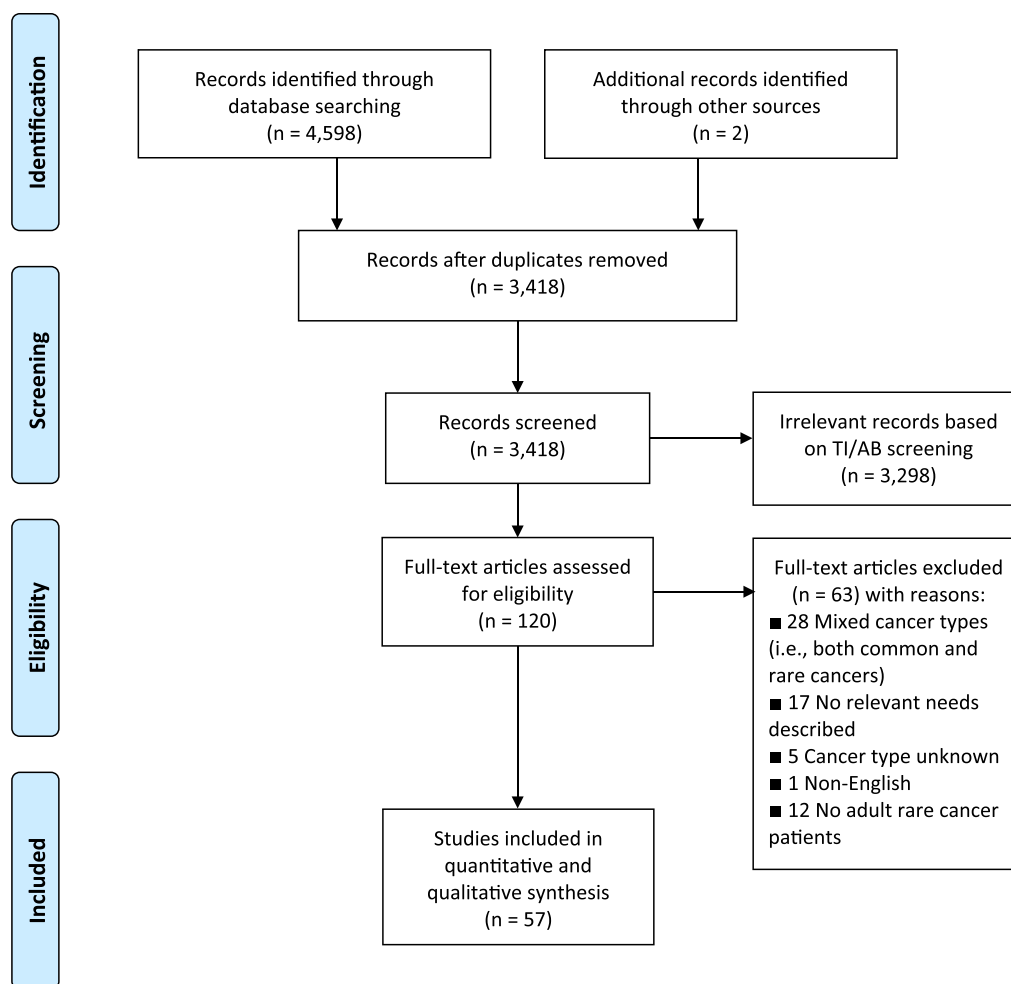 Identification
Records identified through
database searching
(n = 4,598)
Additional records identified
through other sources
(n = 2)
Records after duplicates removed
(n = 3,418)
Screening
Records screened
(n = 3,418)
Irrelevant records based
on TI/AB screening
(n = 3,298)
Eligibility
Full-text articles assessed
for eligibility
(n = 120)
Full-text articles excluded
(n = 63) with reasons:
■ 28 Mixed cancer types
(i.e., both common and
rare cancers)
■ 17 No relevant needs
described
■ 5 Cancer type unknown
■ 1 Non-English
■ 12 No adult rare cancer
patients
Included
Studies included in
quantitative and
qualitative synthesis
(n = 57)